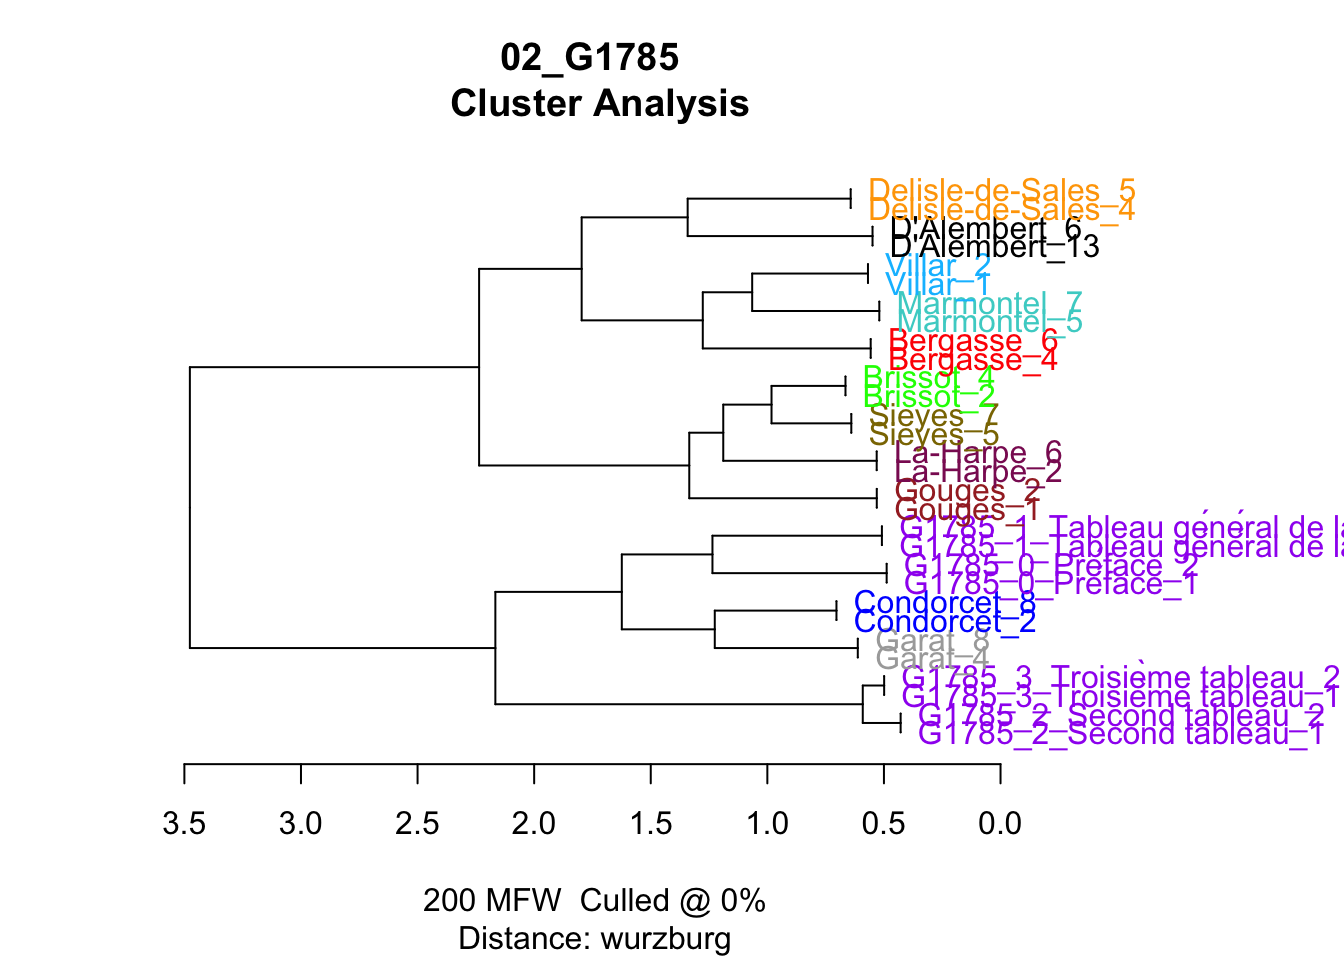 02_G1785
Cluster Analysis
Delisle-de-Sales_5
Delisle-de-Sales_4
D'Alembert_6
D'Alembert_13
Villar_2
Villar_1
Marmontel_7
Marmontel_5
Bergasse_6
Bergasse_4
Brissot_4
Brissot_2
Sieyes_7
Sieyes_5
La-Harpe_6
La-Harpe_2
Gouges_2
Gouges_1
G1785_1_Tableau général de la
G1785_1_Tableau général de la
G1785_0_Préface_2
G1785_0_Préface_1
Condorcet_8
Condorcet_2
Garat_8
Garat_4
G1785_3_Troisième tableau_2
G1785_3_Troisième tableau_1
G1785_2_Second tableau_2
G1785_2_Second tableau_1
3.5 3.0 2.5 2.0 1.5 1.0 0.5 0.0
200 MFW Culled @ 0%
Distance: wurzburg